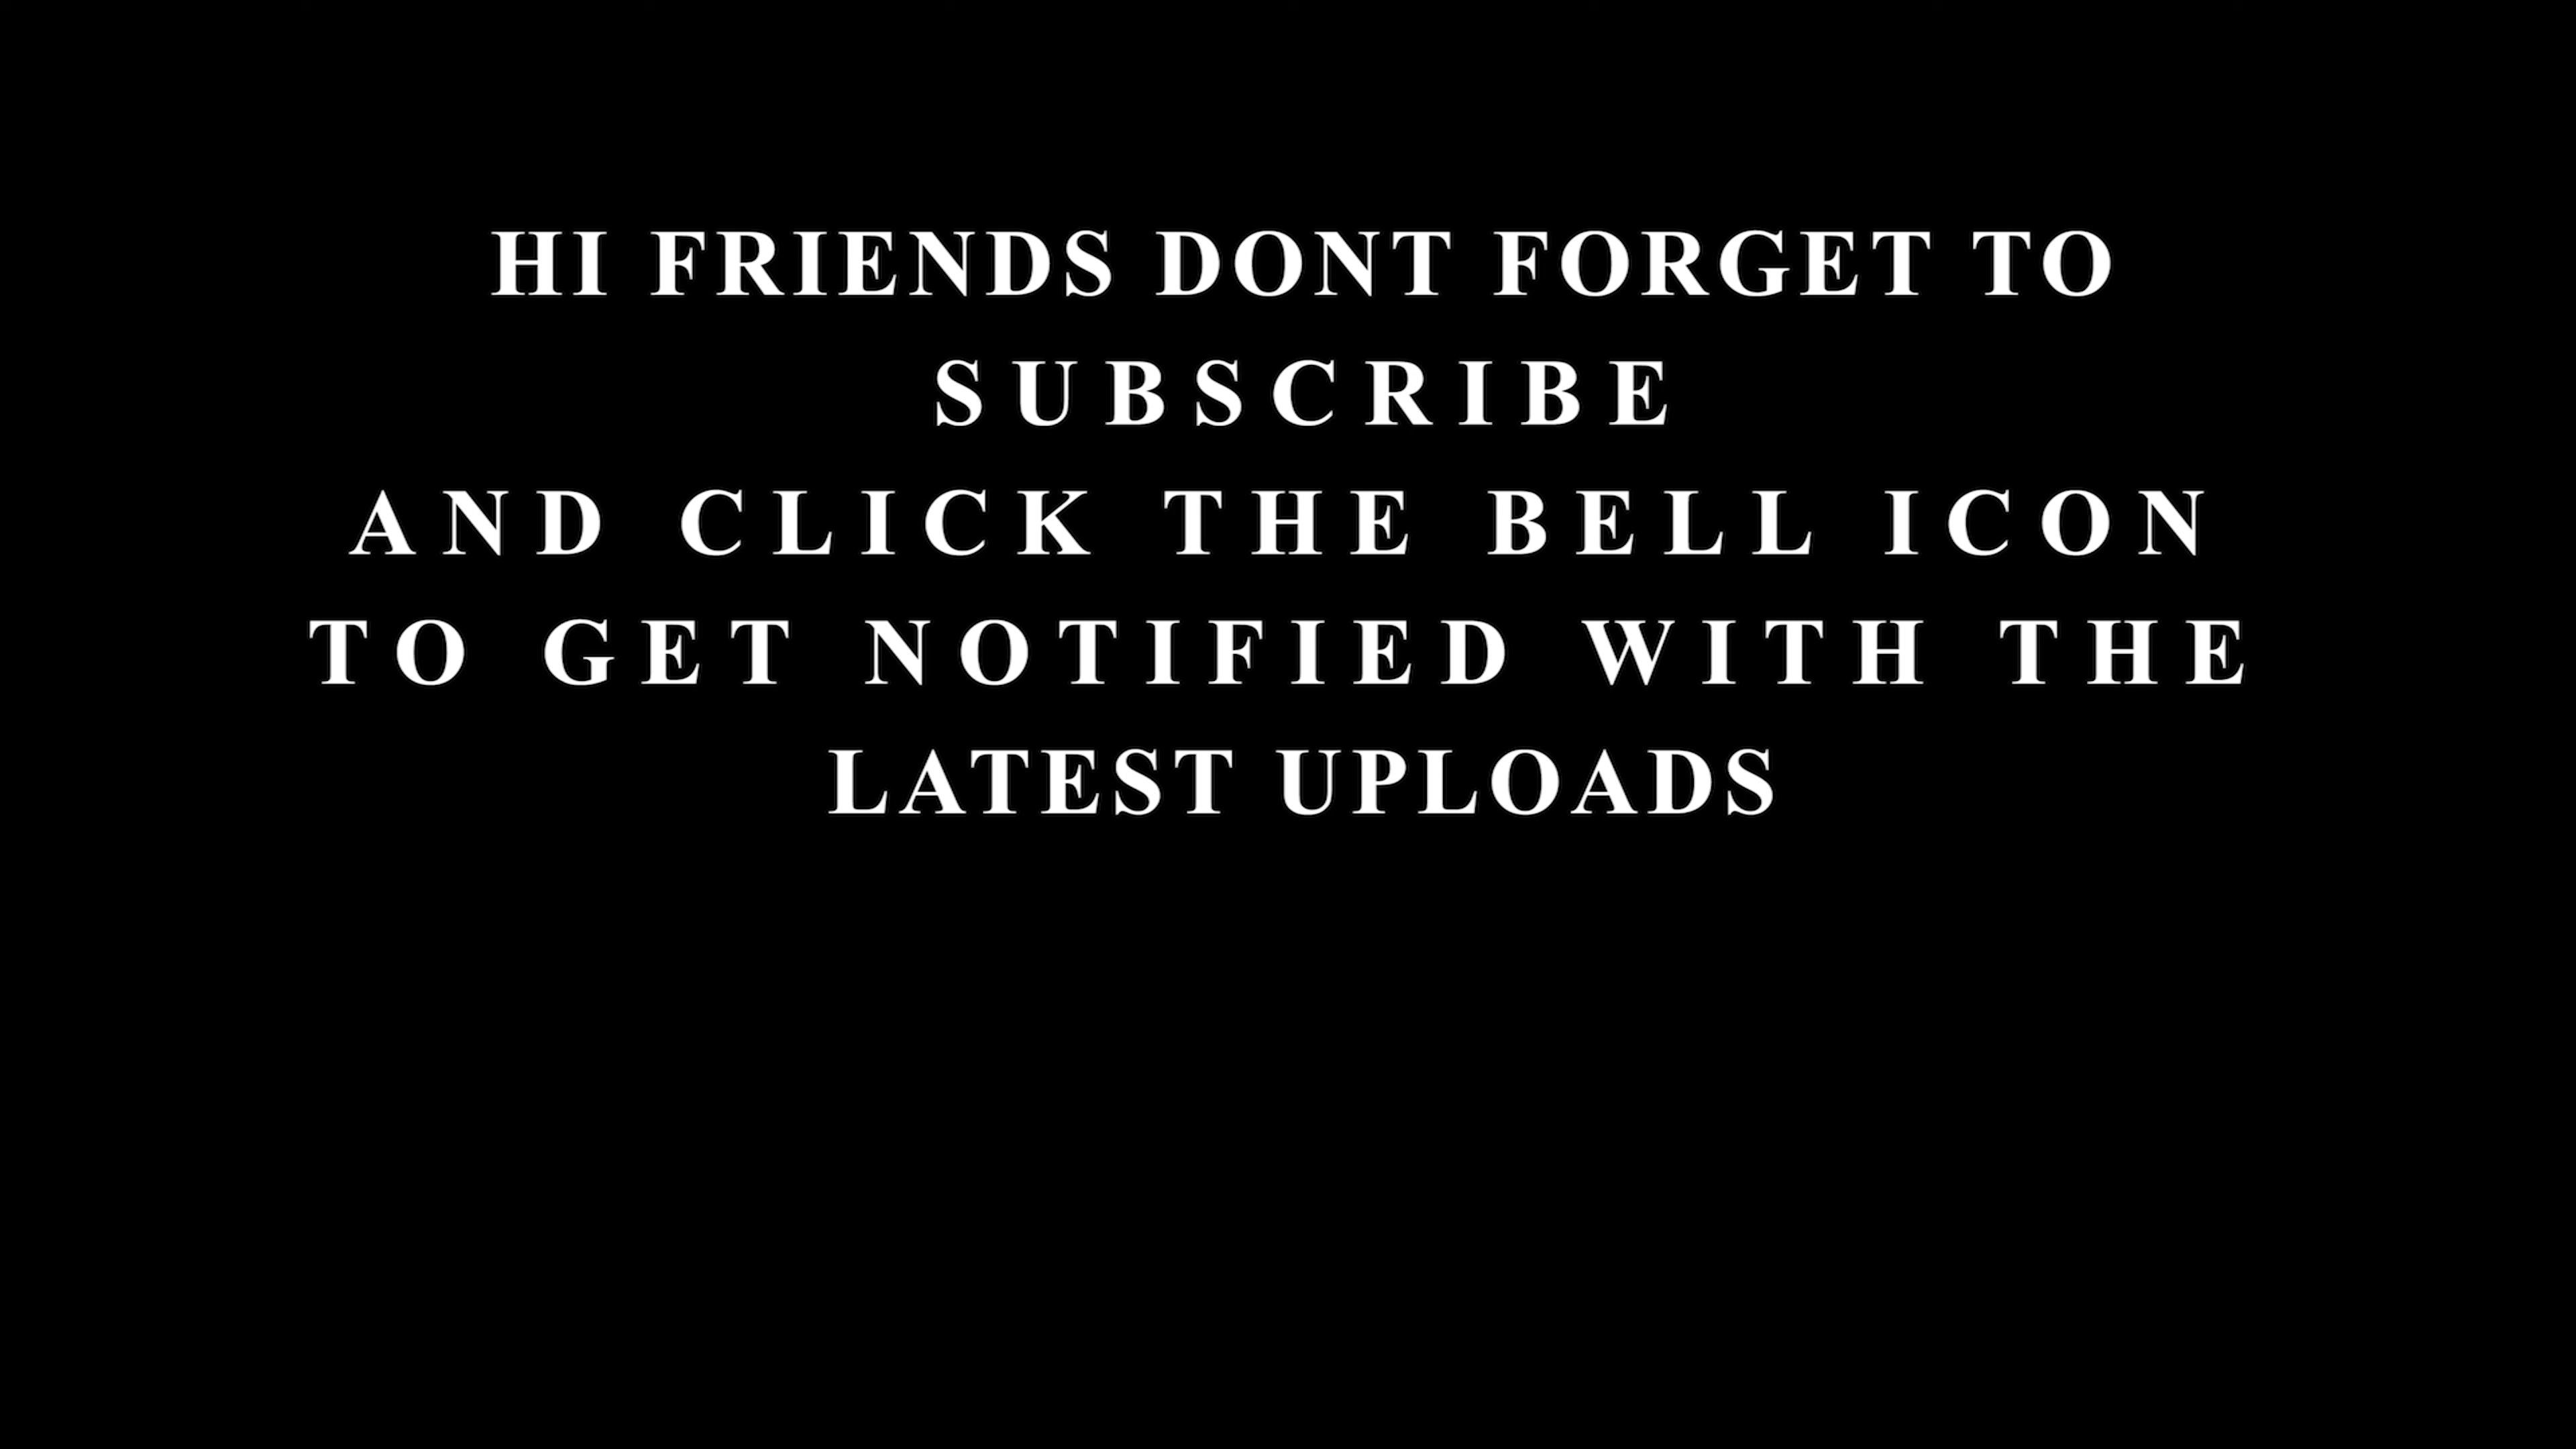 HI FRIENDS DONT FORGET TO
SUBSCRIBE
AND CLICK THE BELL ICON
TO GET NOTIFIED WITH THE
LATEST UPLOADS